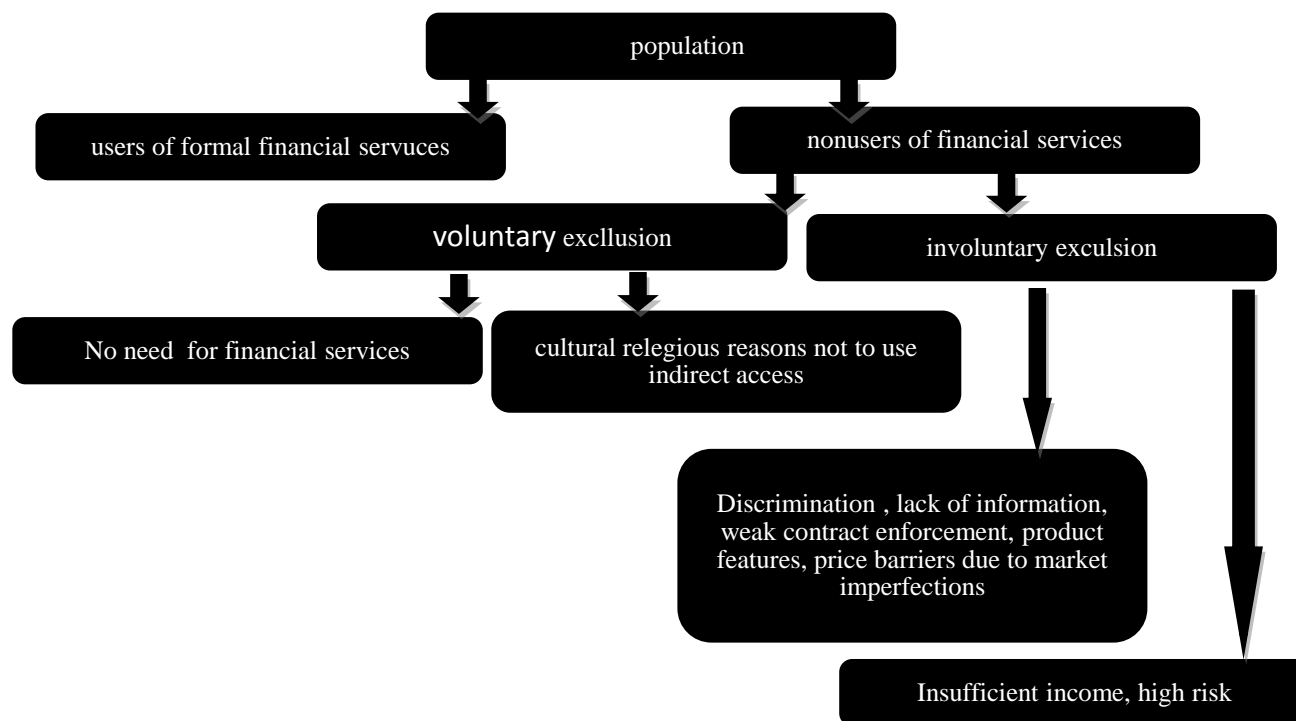 population
users of formal financial servuces
nonusers of financial services
voluntary excllusion
involuntary exculsion
No need for financial services
cultural relegious reasons not to use
indirect access
Discrimination , lack of information,
weak contract enforcement, product
features, price barriers due to market
imperfections
Insufficient income, high risk